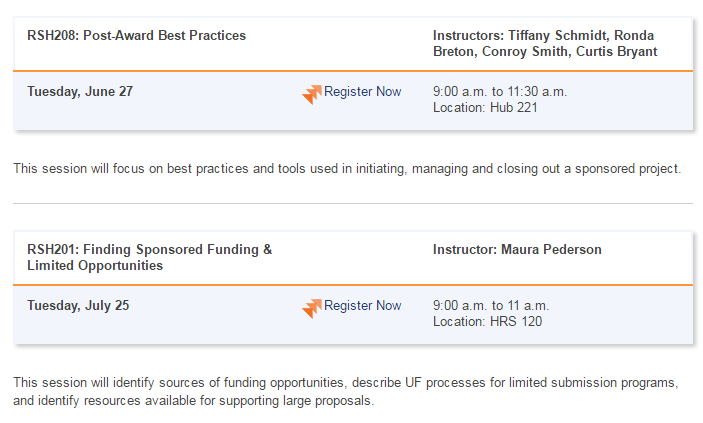 RSH208: Post-Award Best Practices
Instructors: Tiffany Schmidt, Ronda
Breton, Conroy Smith, Curtis Bryant
Tuesday, June 27
Register Now
9:00 a.m. to 11:30 a.m.
Location: Hub 221
This session will focus on best practices and tools used in initiating, managing and closing out a sponsored project.
RSH201: Finding Sponsored Funding &
Limited Opportunities
Instructor: Maura Pederson
Tuesday, July 25
Register Now
9:00 a.m. to 11 a.m.
Location: HRS 120
This session will identify sources of funding opportunities, describe UF processes for limited submission programs,
and identify resources available for supporting large proposals.